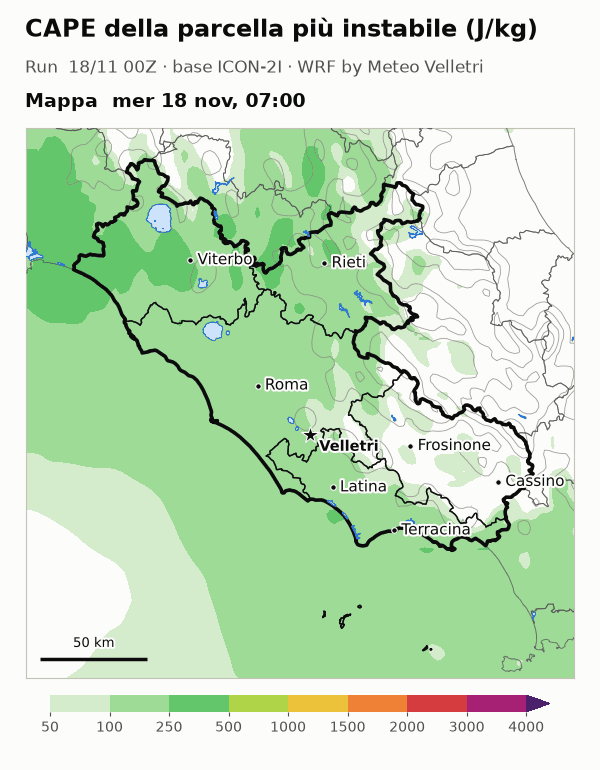 CAPE della parcella più instabile (J/kg)
Run 18/11 00Z · base ICON-2I · WRF by Meteo Velletri
Mappa mer 18 nov, 07:00
Viterbo
Rieti
Roma
Velletri
Frosinone
Cassino
Latina
Terracina
50 km
50 100 250 500 1000 1500 2000 3000 4000